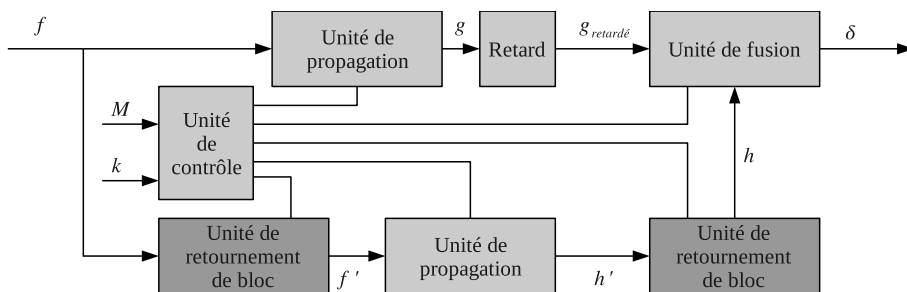 f
Unité de
propagation
g
Retard
g retardé
Unité de fusion
δ
M
k
Unité
de
contrôle
h
Unité de
retournement
de bloc
f '
Unité de
propagation
h'
Unité de
retournement
de bloc